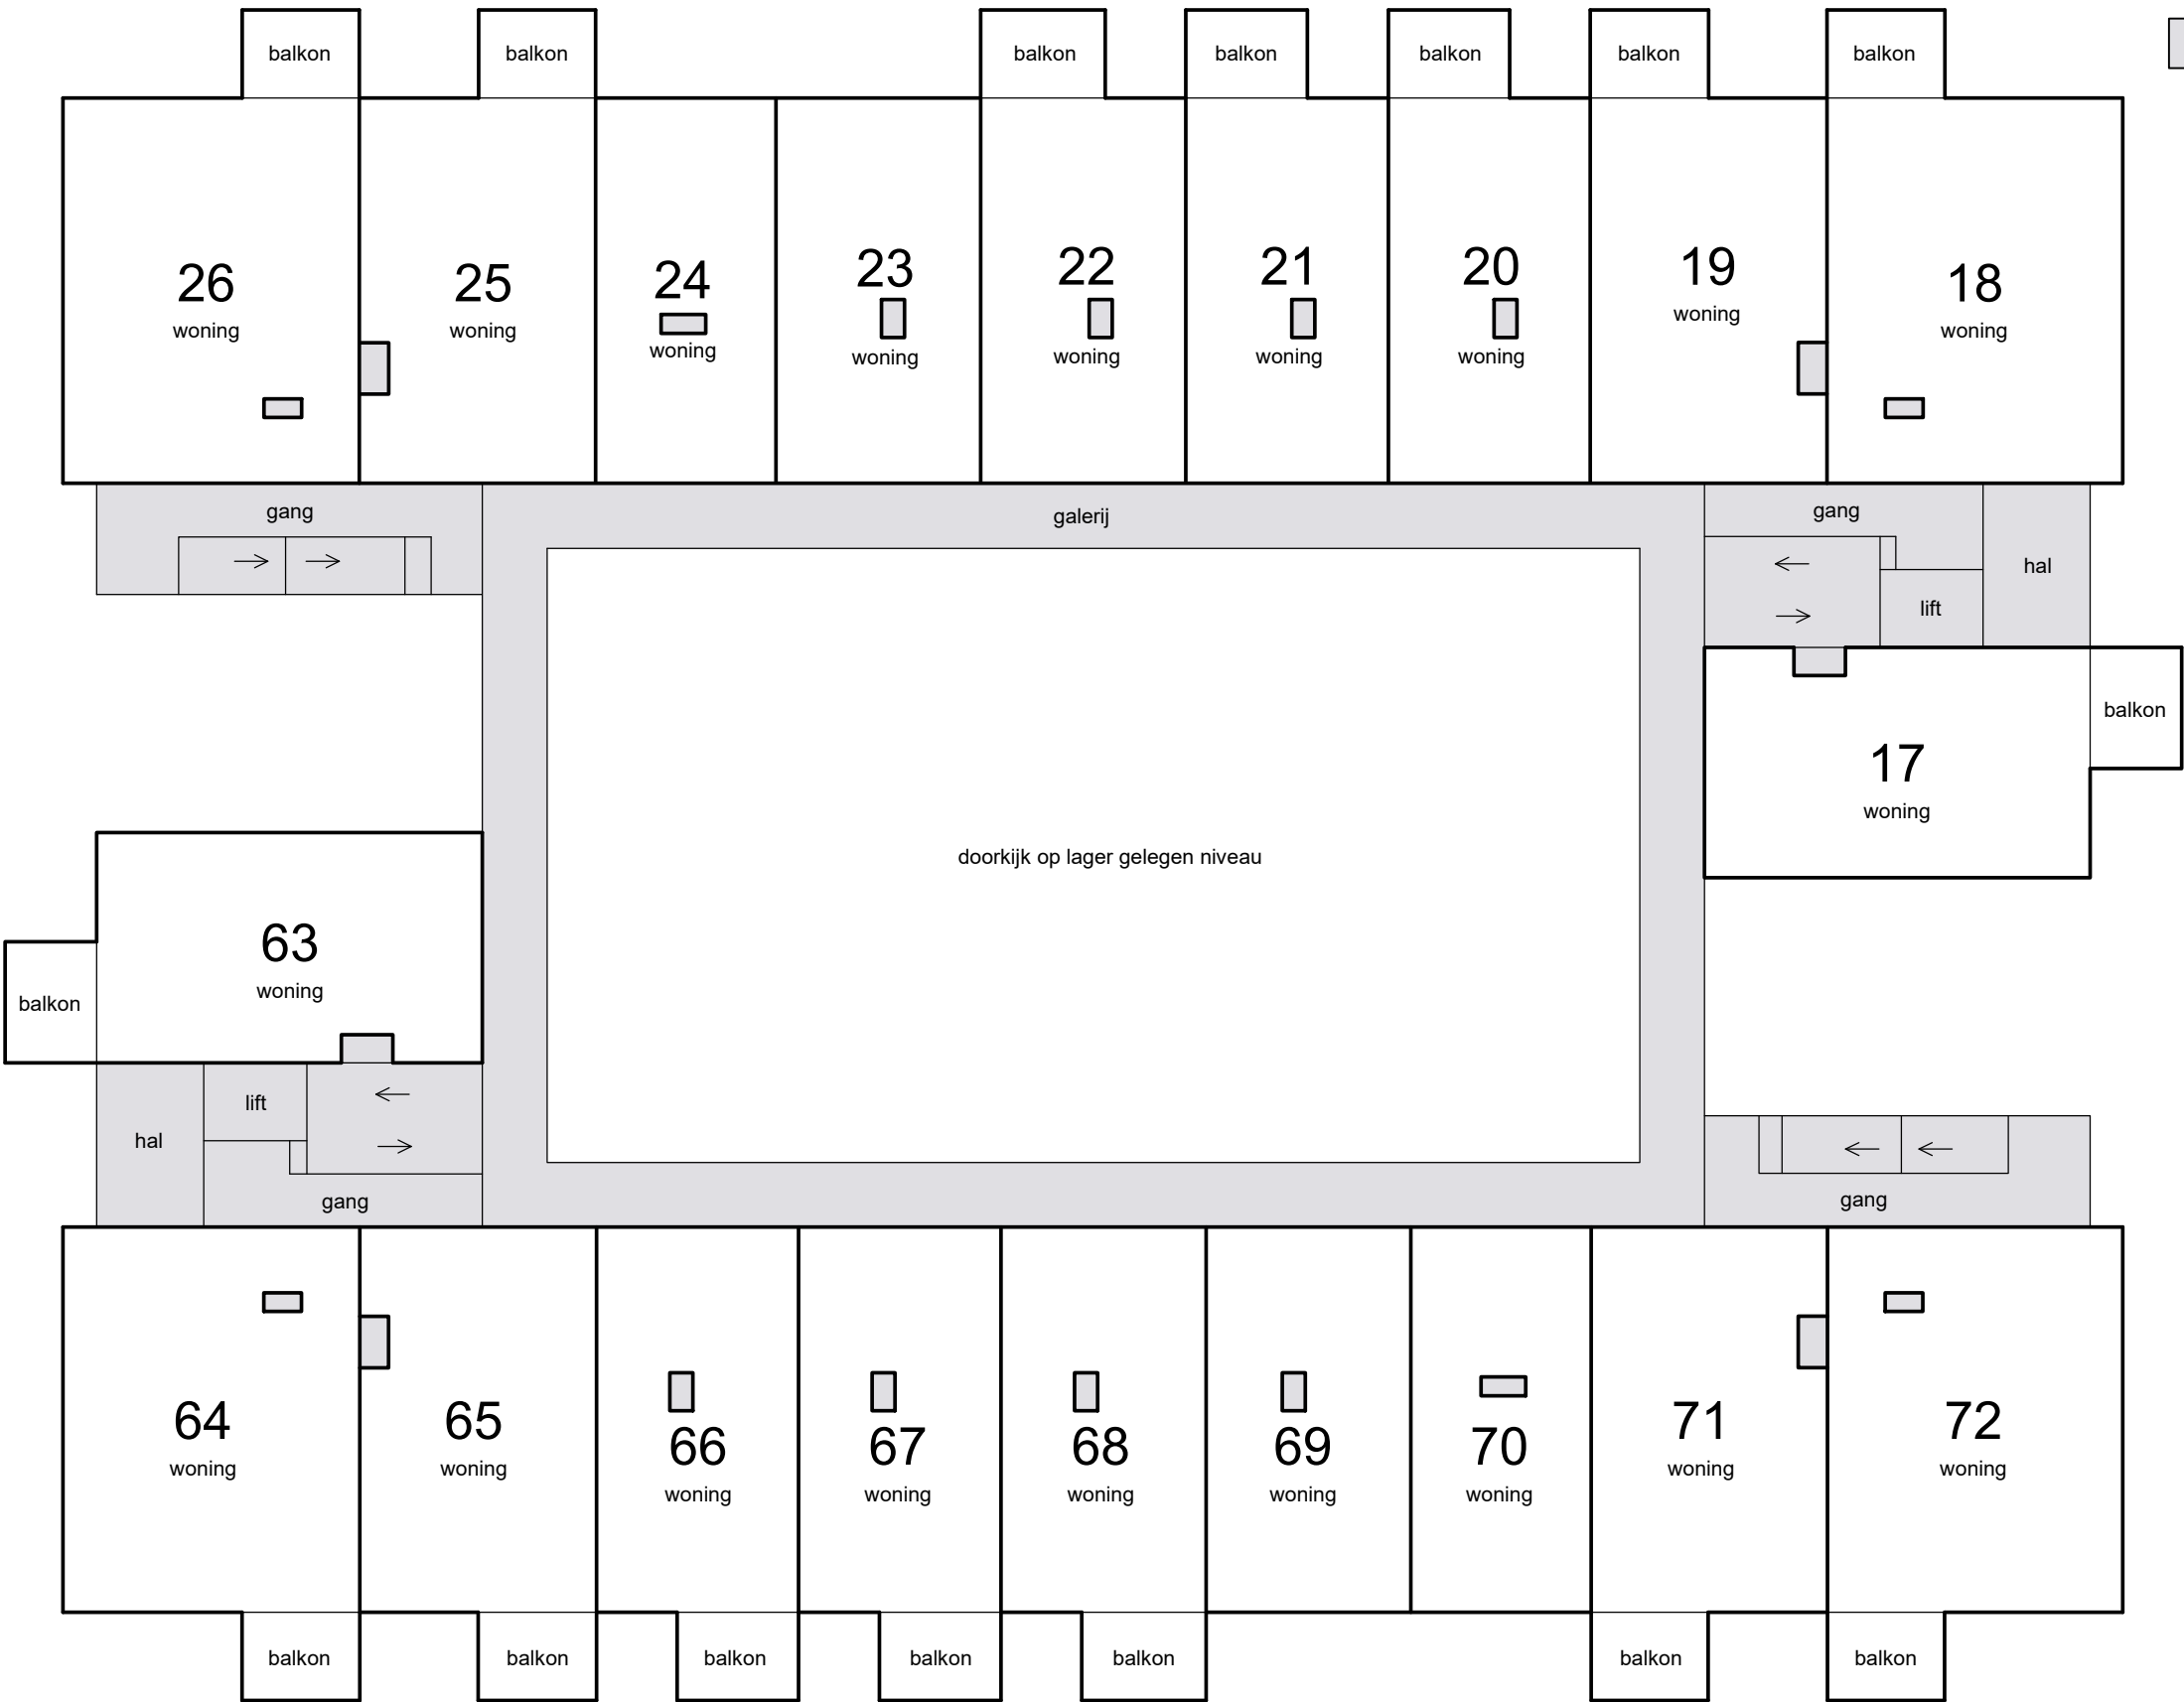 balkon
balkon
balkon
balkon
balkon
balkon
balkon
26
woning
25
woning
24
woning
23
woning
22
woning
21
woning
20
woning
19
woning
18
woning
gang
galerij
gang
hal
lift
balkon
17
woning
doorkijk op lager gelegen niveau
63
woning
balkon
lift
hal
gang
gang
64
woning
65
woning
66
woning
67
woning
68
woning
69
woning
70
woning
71
woning
72
woning
balkon
balkon
balkon
balkon
balkon
balkon
balkon